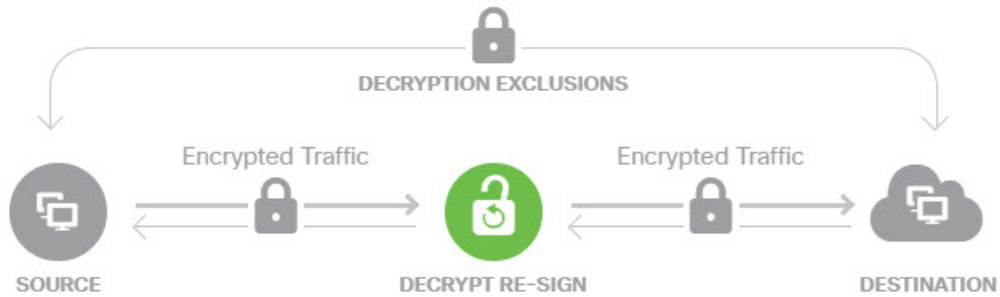 DECRYPTION EXCLUSIONS
Encrypted Traffic
Encrypted Traffic
SOURCE
DECRYPT RE-SIGN
DESTINATION